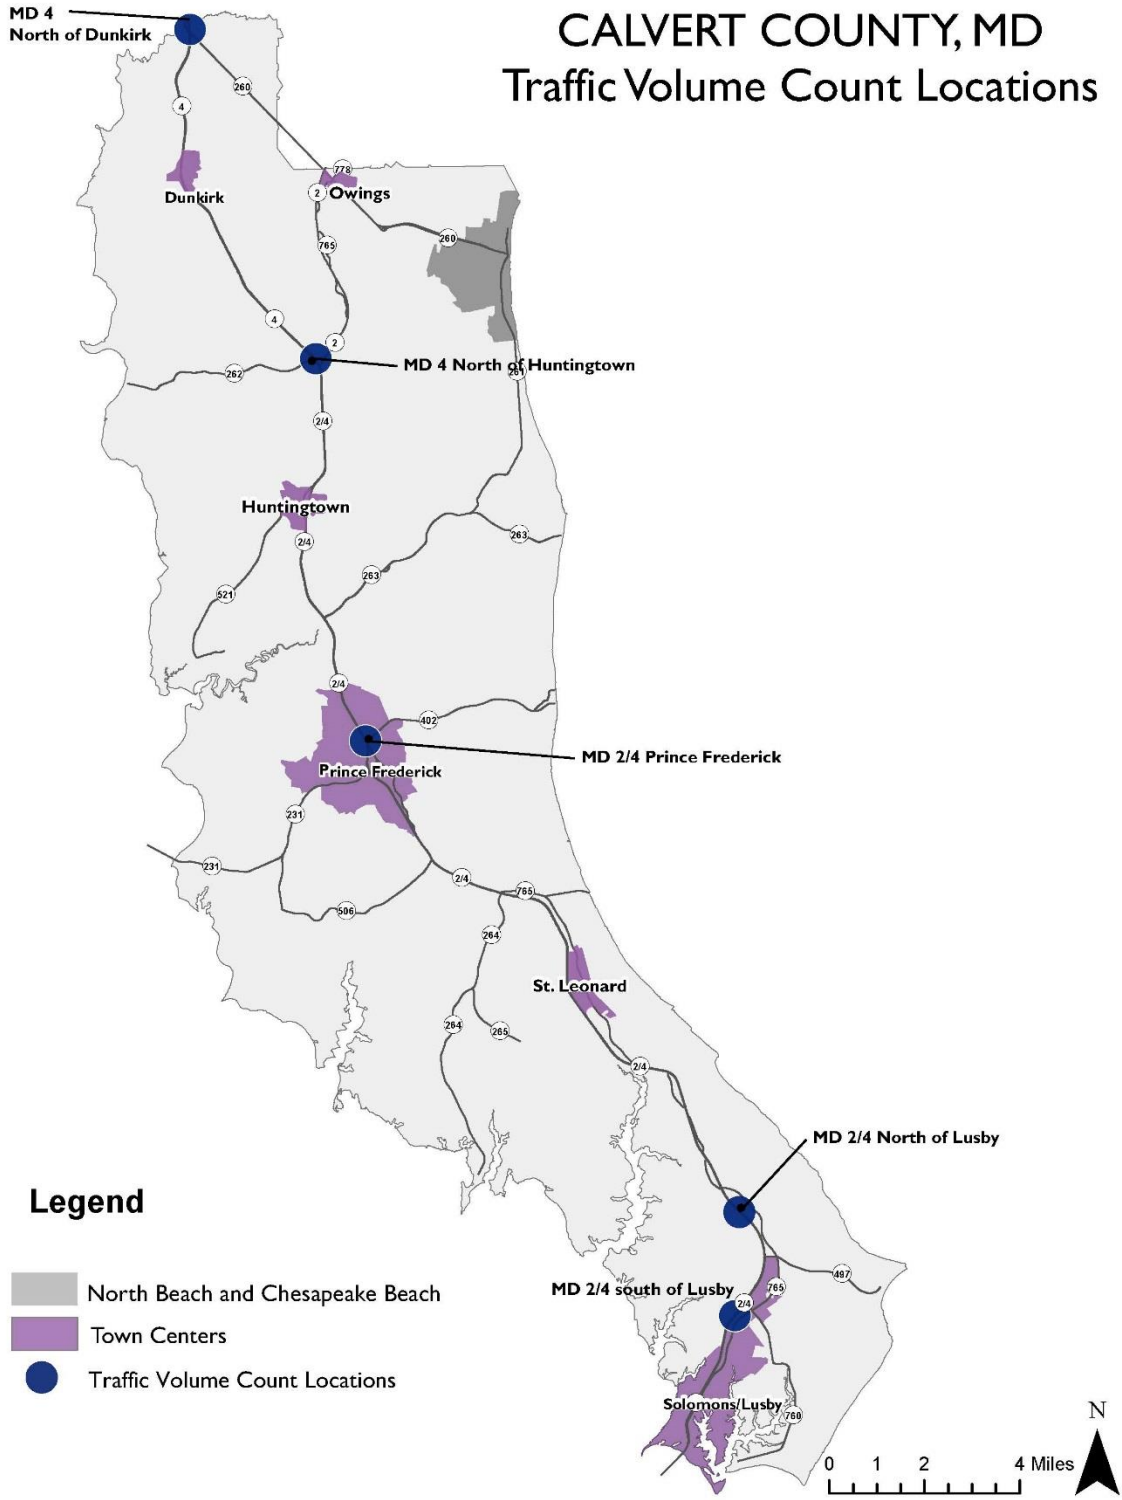 CALVERT COUNTY, MD
Traffic Volume Count Locations
MD 4
North of Dunkirk
260
4
778
Dunkirk
2
Owings
260
765
4
2
MD 4 North of Huntingtown
262
261
2/4
Huntingtown
263
2/4
263
521
2/4
402
MD 2/4 Prince Frederick
Prince Frederick
231
231
2/4
765
506
264
St. Leonard
264
265
2/4
MD 2/4 North of Lusby
Legend
497
MD 2/4 south of Lusby
765
North Beach and Chesapeake Beach
2/4
Town Centers
Traffic Volume Count Locations
Solomons/Lusby
760
N
0 1 2 4 Miles